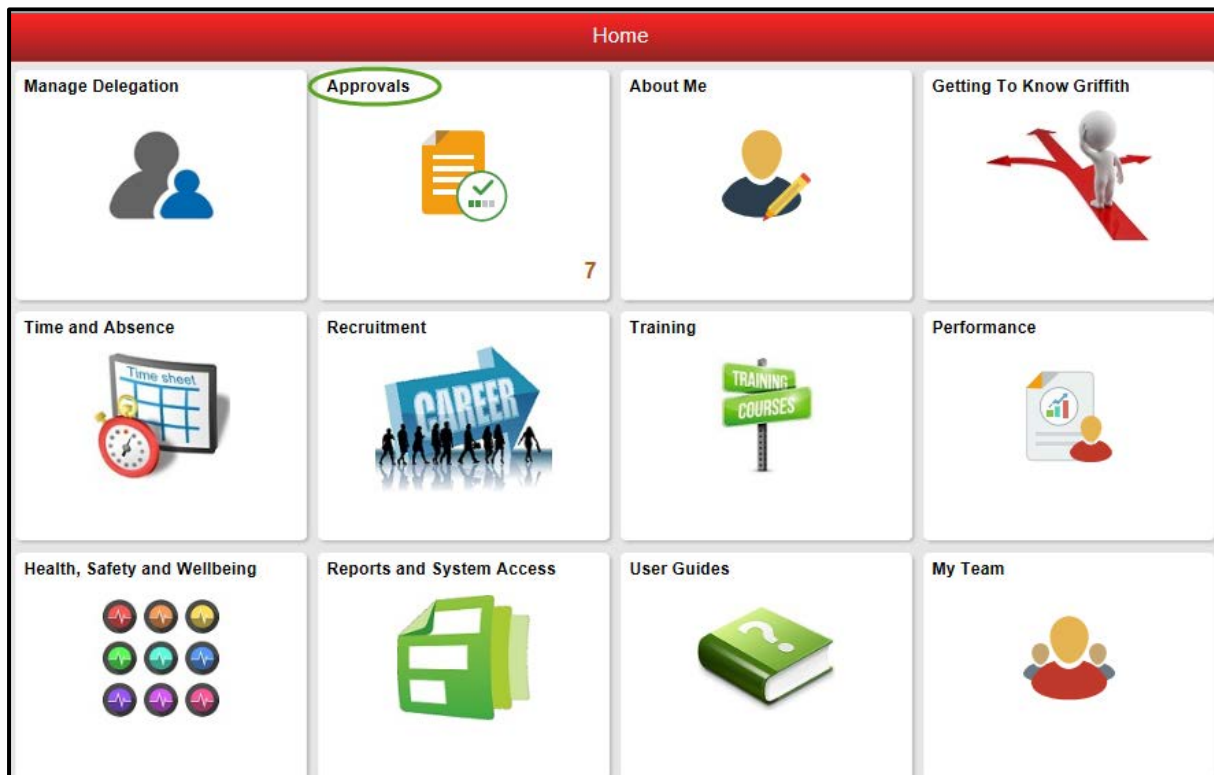 Home
Manage Delegation
Approvals
About Me
Getting To Know Griffith
7
Time and Absence
Recruitment
Training
Performance
Time sheet
CAREER
TRAINING
COURSES
Health, Safety and Wellbeing
Reports and System Access
User Guides
My Team
?